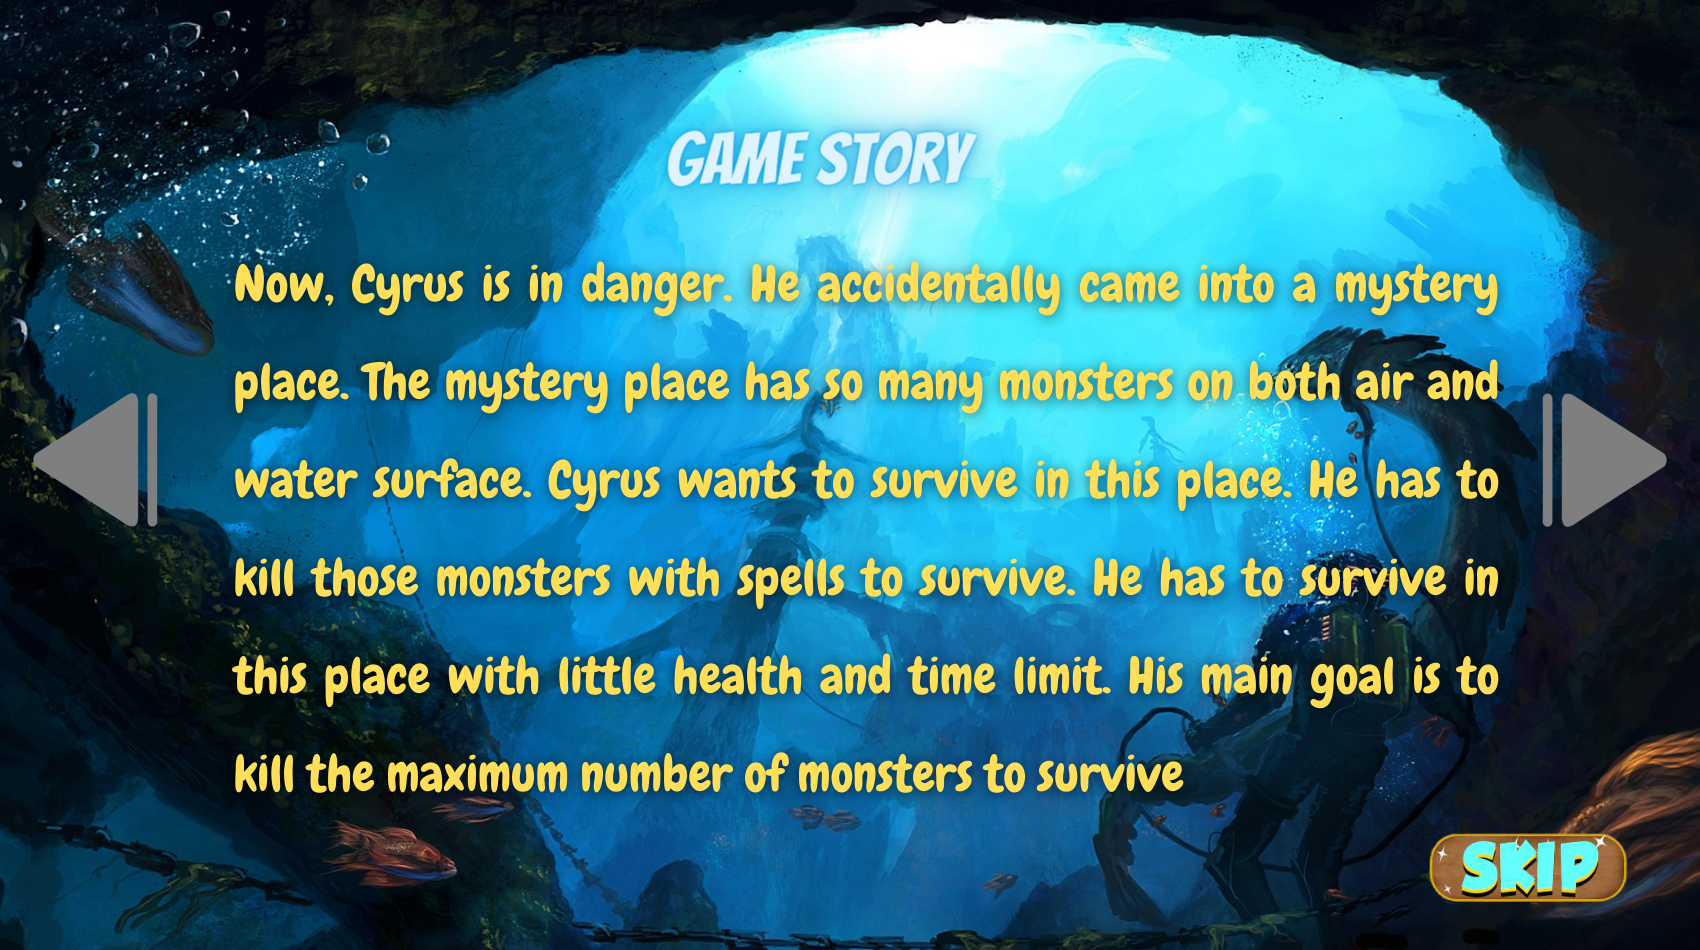 GAME STORY
Now, Cyrus is in danger. He accidentally came into a mystery
place. The mystery place has so many monsters on both air and
water surface. Cyrus wants to survive in this place. He has to
kill those monsters with spells to survive. He has to survive in
this place with little health and time limit. His main goal is to
kill the maximum number of monsters to survive
SKIP